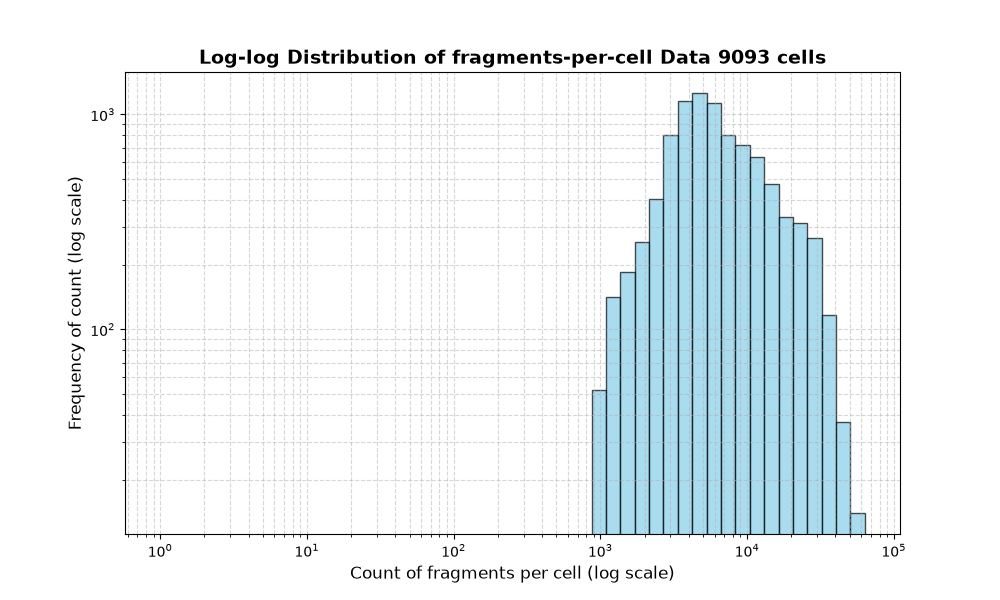 Log-log Distribution of fragments-per-cell Data 9093 cells
Frequency of count (log scale)
10³
10²
10⁰ 10¹ 10² 10³ 10⁴ 10⁵
Count of fragments per cell (log scale)